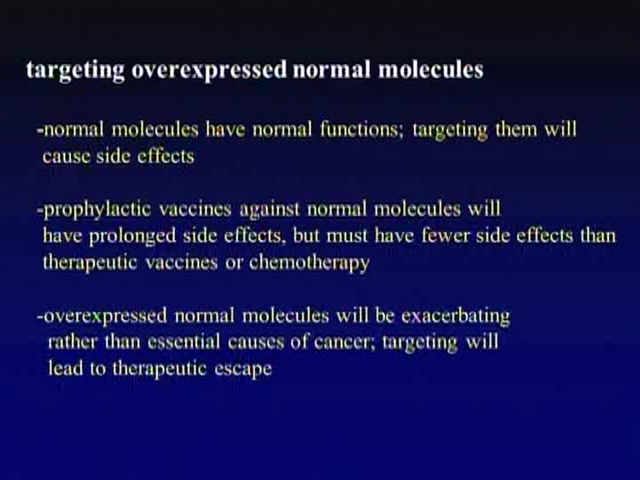 targeting overexpressed normal molecules
-normal molecules have normal functions; targeting them will
cause side effects
-prophylactic vaccines against normal molecules will
have prolonged side effects, but must have fewer side effects than
therapeutic vaccines or chemotherapy
-overexpressed normal molecules will be exacerbating
rather than essential causes of cancer; targeting will
lead to therapeutic escape